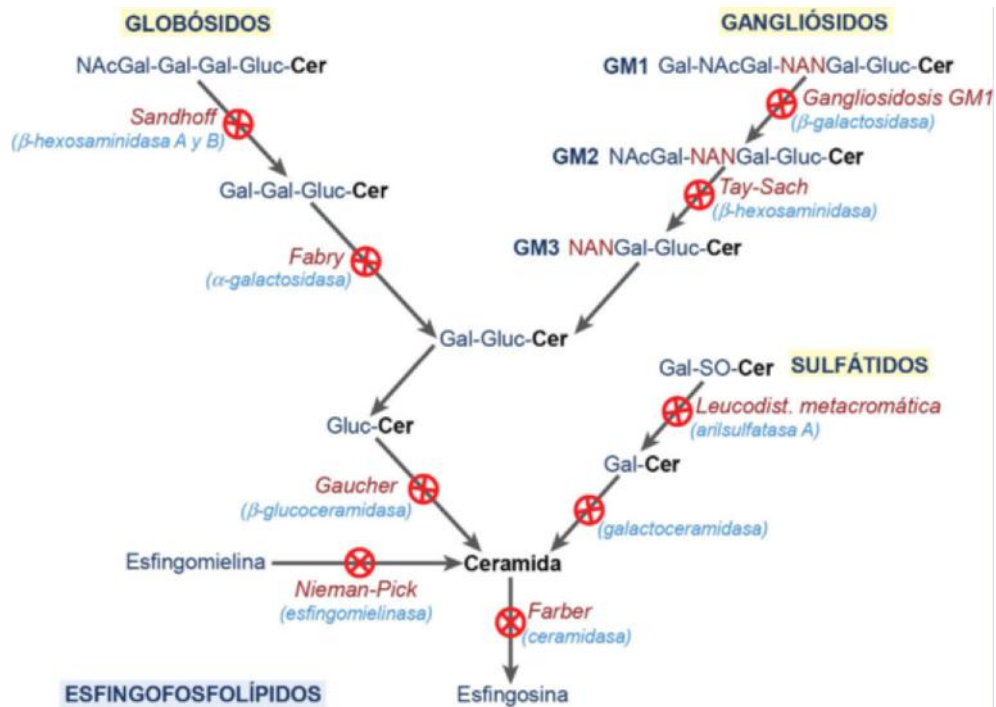 GLOBÓSIDOS
GANGLIÓSIDOS
NAcGal-Gal-Gal-Gluc-Cer
GM1 Gal-NAcGal-NANGal-Gluc-Cer
Sandhoff
(β-hexosaminidasa A y B)
Gangliosidosis GM1
(β-galactosidasa)
GM2 NAcGal-NANGal-Gluc-Cer
Gal-Gal-Gluc-Cer
Tay-Sach
(β-hexosaminidasa)
Fabry
(α-galactosidasa)
GM3 NANGal-Gluc-Cer
Gal-Gluc-Cer
Gal-SO-Cer SULFÁTIDOS
Leucodist. metacromática
(arilsulfatasa A)
Gluc-Cer
Gal-Cer
Gaucher
(β-glucoceramidasa)
(galactoceramidasa)
Esfingomielina
Ceramida
Nieman-Pick
(esfingomielinasa)
Farber
(ceramidasa)
ESFINGOFOSFOLÍPIDOS
Esfingosina